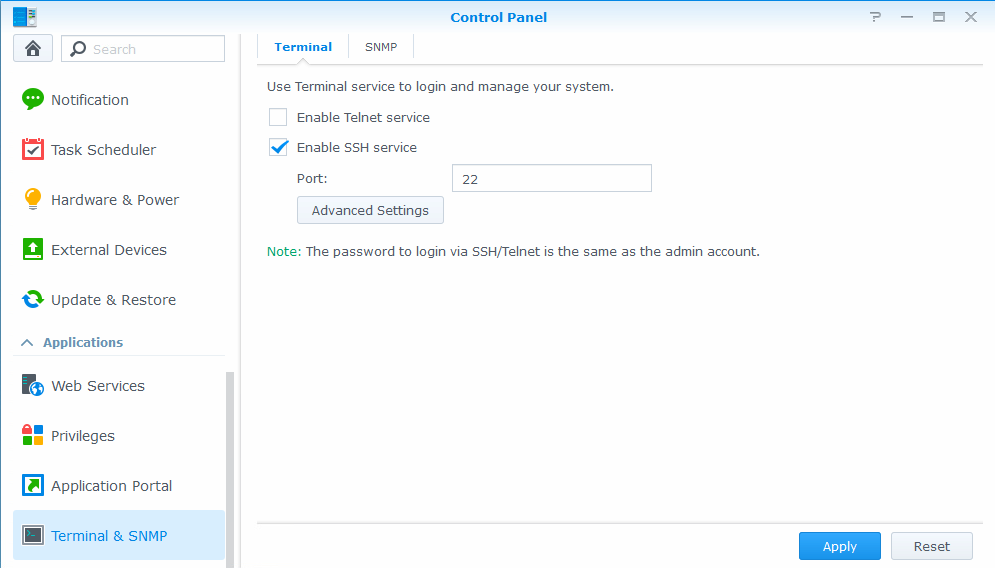 Control Panel
Search
Notification
Task Scheduler
Hardware & Power
External Devices
Update & Restore
Applications
Web Services
Privileges
Application Portal
Terminal & SNMP
Terminal SNMP
Use Terminal service to login and manage your system.
Enable Telnet service
Enable SSH service
Port: 22
Advanced Settings
Note: The password to login via SSH/Telnet is the same as the admin account.
Apply Reset